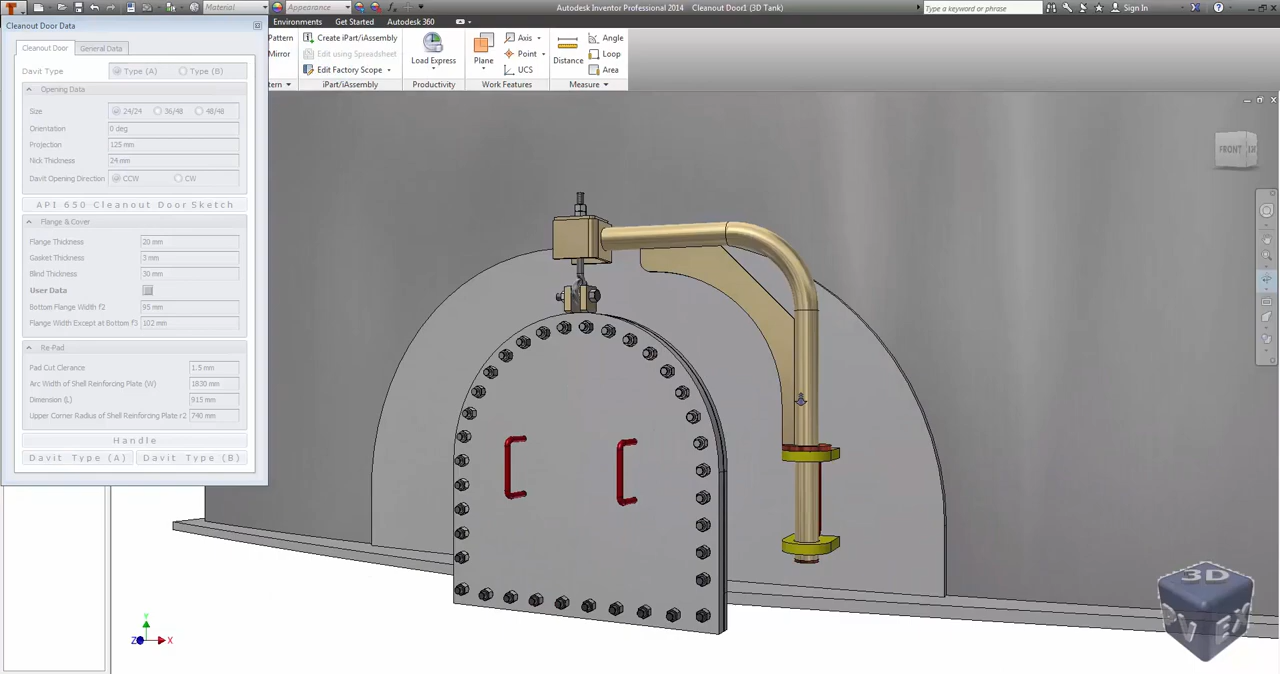 Material
Appearance
Autodesk Inventor Professional 2014 Cleanout Door1 (3D Tank)
Type a keyword or phrase
Sign In
Cleanout Door Data
Environments Get Started Autodesk 360
Cleanout Door General Data
Pattern
Create iPart/iAssembly
Axis
Angle
Mirror
Edit using Spreadsheet
Load Express
Plane
Point
Distance
Loop
Edit Factory Scope
UCS
Area
iPart/iAssembly Productivity Work Features Measure
Davit Type Type (A) Type (B)
Opening Data
Size 24/24 36/48 48/48
Orientation 0 deg
Projection 125 mm
Nick Thickness 24 mm
Davit Opening Direction CCW CW
API 650 Cleanout Door Sketch
Flange & Cover
Flange Thickness 20 mm
Gasket Thickness 3 mm
Blind Thickness 30 mm
User Data
Bottom Flange Width f2 95 mm
Flange Width Except at Bottom f3 102 mm
Re-Pad
Pad Cut Clerance 1.5 mm
Arc Width of Shell Reinforcing Plate (W) 1830 mm
Dimension (L) 915 mm
Upper Corner Radius of Shell Reinforcing Plate r2 740 mm
Handle
Davit Type (A) Davit Type (B)
FRONT
Y
Z X
3D
PV EX